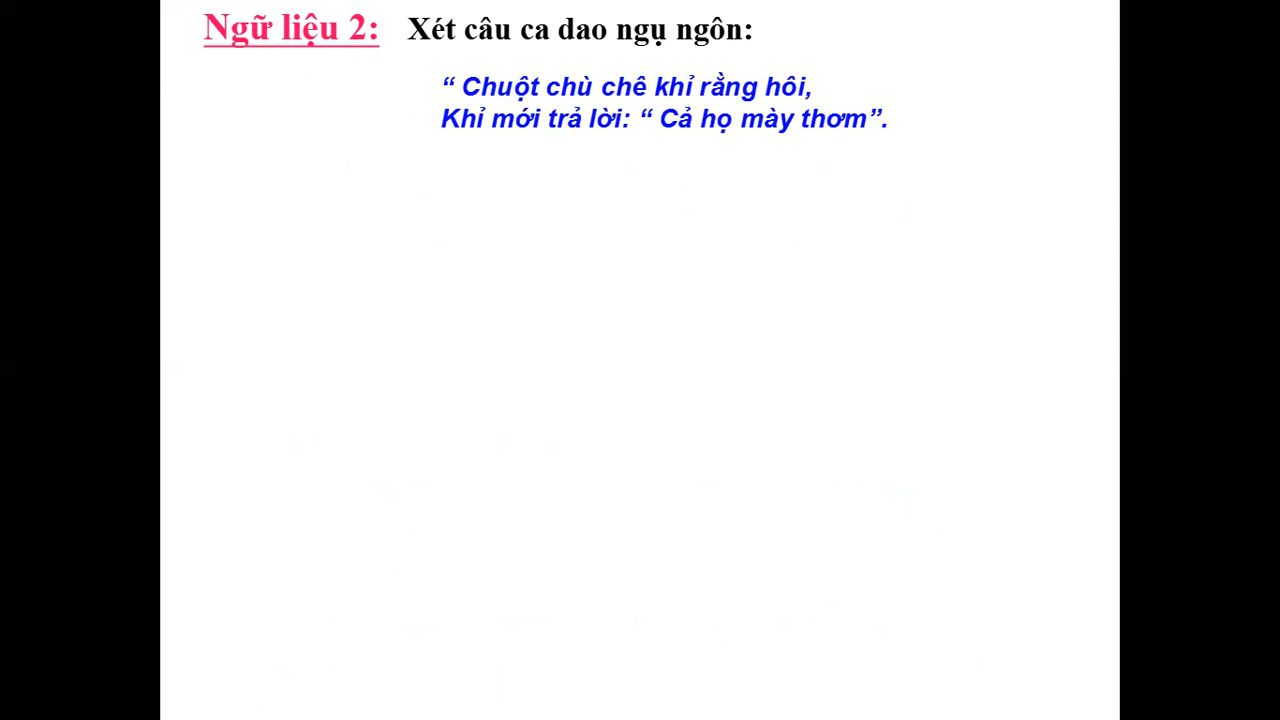 Ngữ liệu 2: Xét câu ca dao ngụ ngôn:
“ Chuột chù chê khỉ rằng hôi,
Khỉ mới trả lời: “ Cả họ mày thơm”.